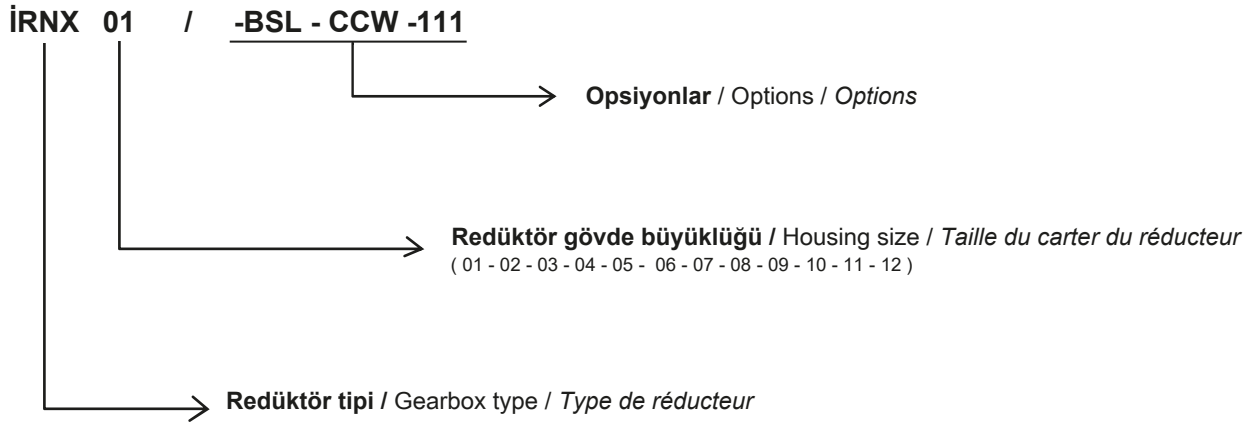 İRNX 01 / -BSL - CCW -111
Opsiyonlar / Options / Options
Redüktör gövde büyüklüğü / Housing size / Taille du carter du réducteur
( 01 - 02 - 03 - 04 - 05 - 06 - 07 - 08 - 09 - 10 - 11 - 12 )
Redüktör tipi / Gearbox type / Type de réducteur